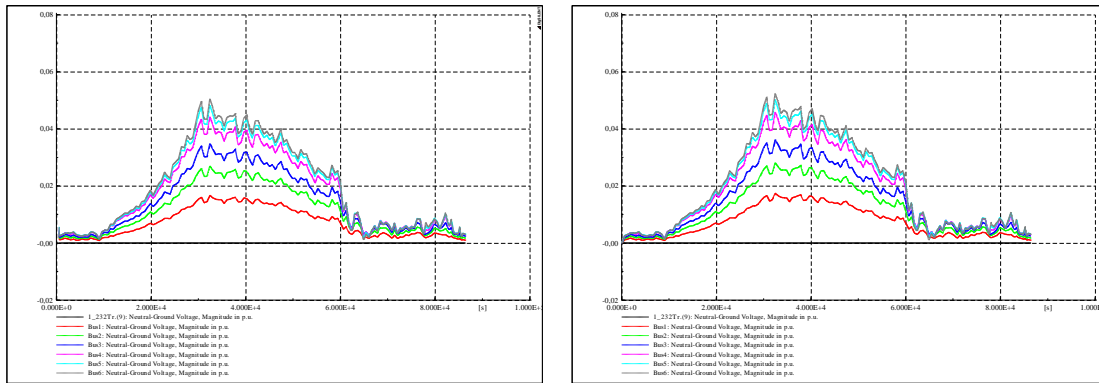 0,08
0,06
0,04
0,02
-0,00
-0,02
0.000E+0 2.000E+4 4.000E+4 6.000E+4 8.000E+4 [s]
1_232Tr.(9): Neutral-Ground Voltage, Magnitude in p.u.
Bus1: Neutral-Ground Voltage, Magnitude in p.u.
Bus2: Neutral-Ground Voltage, Magnitude in p.u.
Bus3: Neutral-Ground Voltage, Magnitude in p.u.
Bus4: Neutral-Ground Voltage, Magnitude in p.u.
Bus5: Neutral-Ground Voltage, Magnitude in p.u.
Bus6: Neutral-Ground Voltage, Magnitude in p.u.
0,08
0,06
0,04
0,02
-0,00
-0,02
0.000E+0 2.000E+4 4.000E+4 6.000E+4 8.000E+4 [s]
1_232Tr.(9): Neutral-Ground Voltage, Magnitude in p.u.
Bus1: Neutral-Ground Voltage, Magnitude in p.u.
Bus2: Neutral-Ground Voltage, Magnitude in p.u.
Bus3: Neutral-Ground Voltage, Magnitude in p.u.
Bus4: Neutral-Ground Voltage, Magnitude in p.u.
Bus5: Neutral-Ground Voltage, Magnitude in p.u.
Bus6: Neutral-Ground Voltage, Magnitude in p.u.